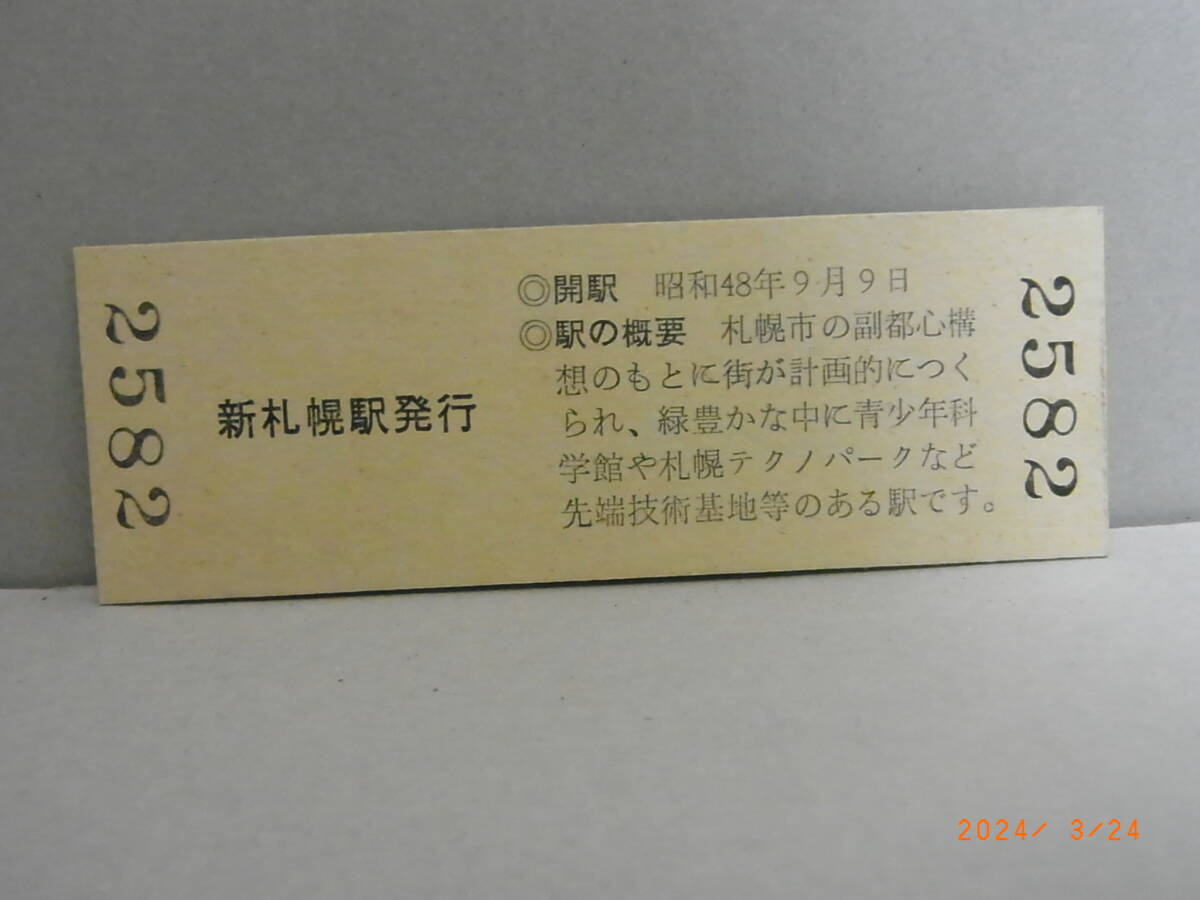 2582
新札幌駅発行
◎開駅 昭和48年9月9日
◎駅の概要 札幌市の副都心構
想のもとに街が計画的につく
られ、緑豊かな中に青少年科
学館や札幌テクノパークなど
先端技術基地等のある駅です。
2582
2024/ 3/24